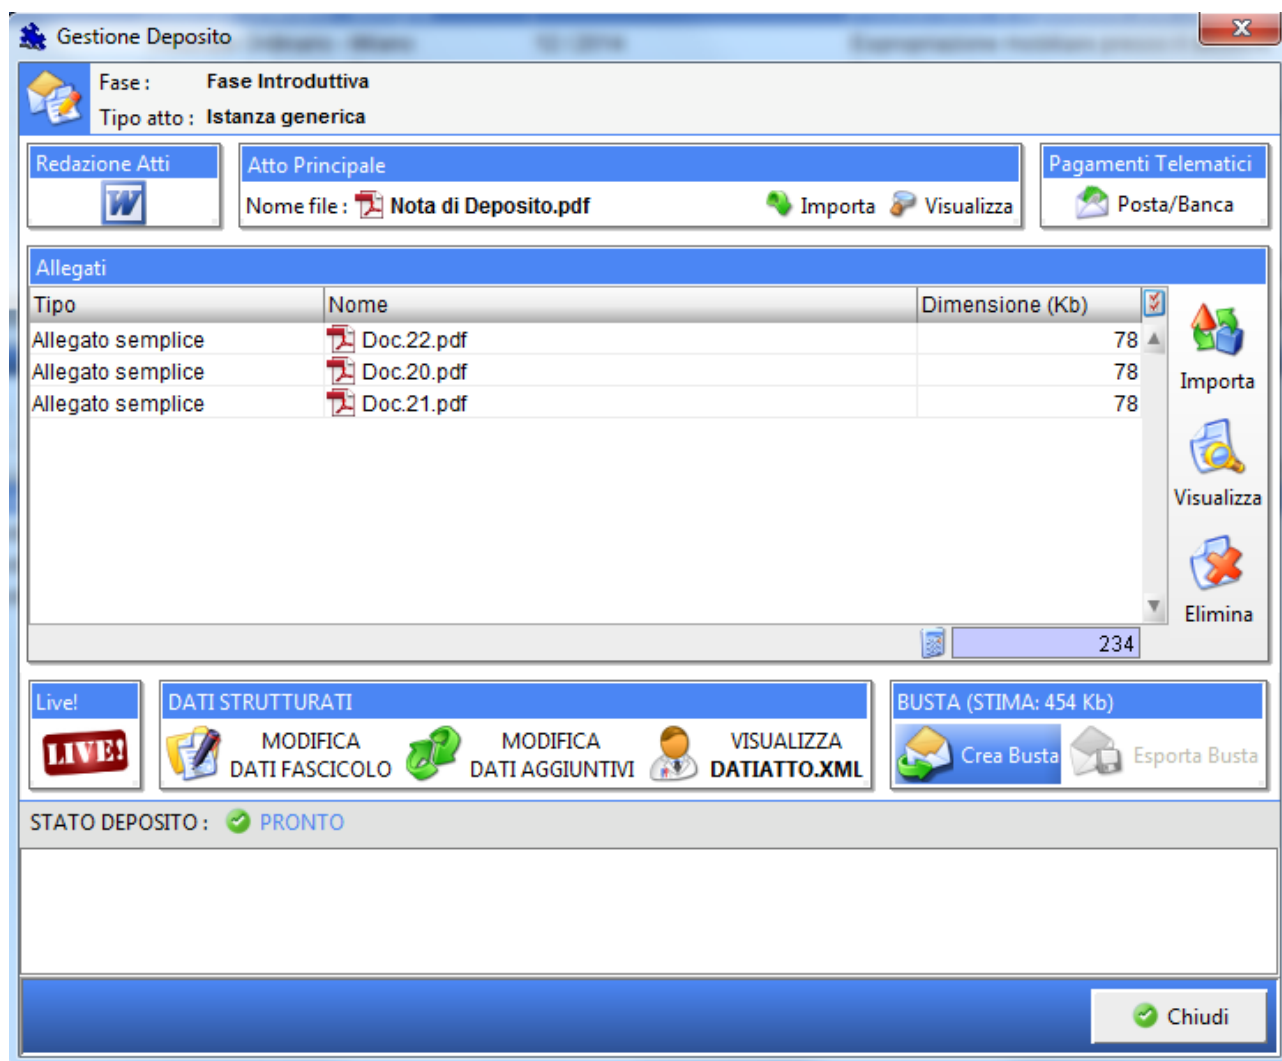 Gestione Deposito
Fase : Fase Introduttiva
Tipo atto : Istanza generica
Redazione Atti
Atto Principale
Pagamenti Telematici
W
Nome file : Nota di Deposito.pdf
Importa
Visualizza
Posta/Banca
Allegati
Tipo Nome Dimensione (Kb)
Allegato semplice Doc.22.pdf 78
Allegato semplice Doc.20.pdf 78
Allegato semplice Doc.21.pdf 78
Importa
Visualizza
Elimina
234
Live!
LIVE!
DATI STRUTTURATI
MODIFICA
DATI FASCICOLO
MODIFICA
DATI AGGIUNTIVI
VISUALIZZA
DATIATTO.XML
BUSTA (STIMA: 454 Kb)
Crea Busta
Esporta Busta
STATO DEPOSITO : PRONTO
Chiudi